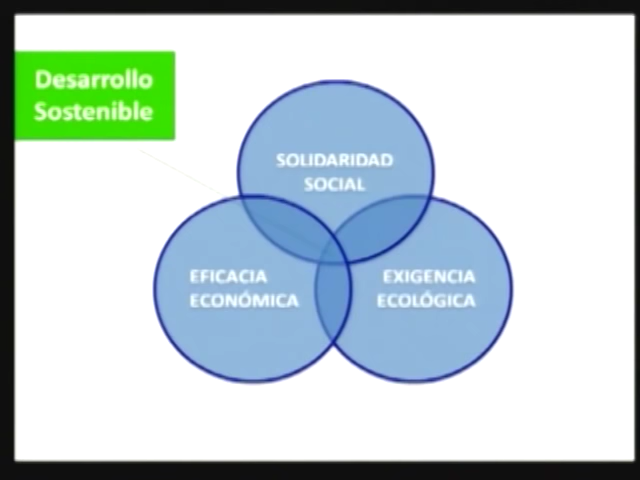 Desarrollo
Sostenible
SOLIDARIDAD
SOCIAL
EFICACIA
ECONÓMICA
EXIGENCIA
ECOLÓGICA